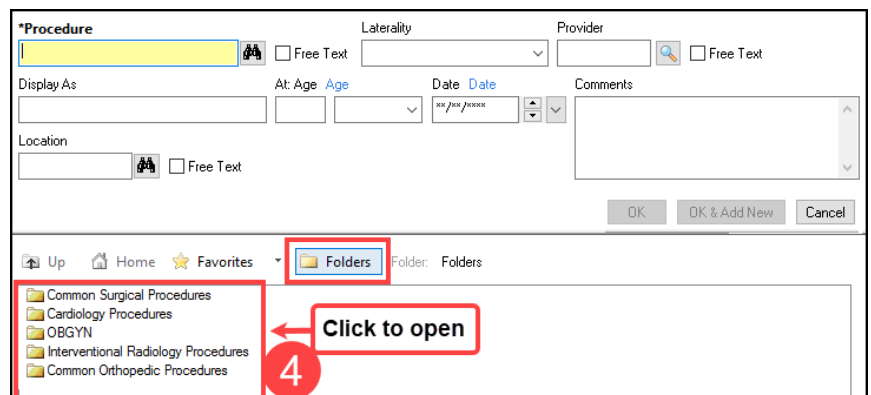 *Procedure Laterality Provider
Free Text Free Text
Display As At: Age Age Date Date Comments
**/**/****
Location
Free Text
OK OK & Add New Cancel
Up Home Favorites Folders Folder: Folders
Common Surgical Procedures
Cardiology Procedures
OBGYN
Interventional Radiology Procedures
Common Orthopedic Procedures
Click to open
4